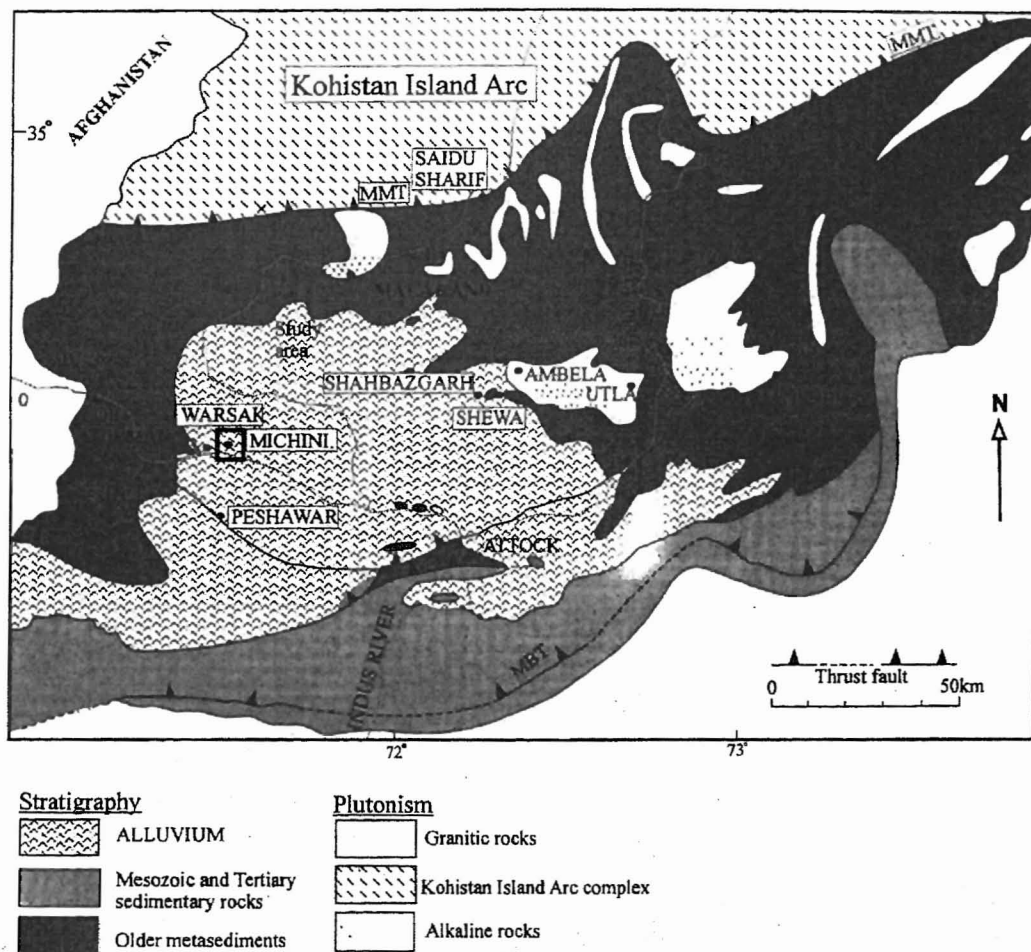 AFGHANISTAN
Kohistan Island Arc
MMT
35°
SAIDU
SHARIF
MMT
MALAKAND
Study
area
SHAHBAZGARH
AMBELA
UTLA
SHEWA
WARSAK
MICHINI
N
PESHAWAR
ATTOCK
INDUS RIVER
MBT
Thrust fault
0
50km
72°
73°
Stratigraphy
ALLUVIUM
Mesozoic and Tertiary
sedimentary rocks
Older metasediments
Plutonism
Granitic rocks
Kohistan Island Arc complex
Alkaline rocks